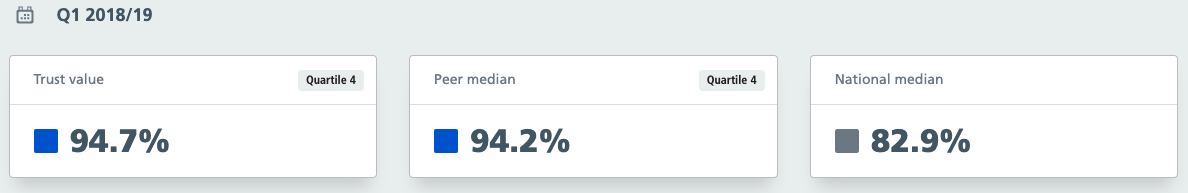 Q1 2018/19
Trust value Quartile 4
94.7%
Peer median Quartile 4
94.2%
National median
82.9%